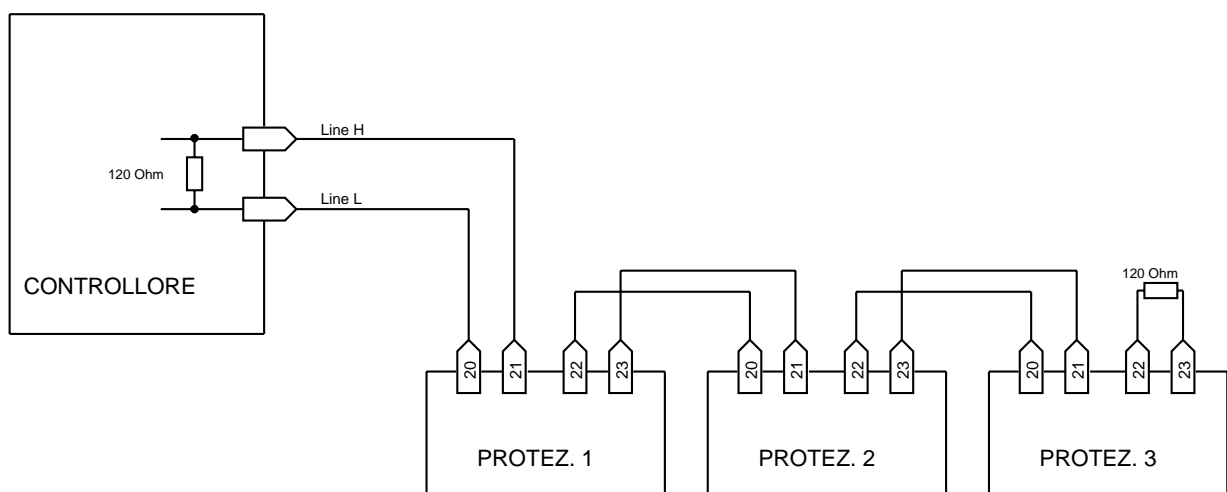 Line H
120 Ohm
Line L
CONTROLLORE
120 Ohm
20 21 22 23 20 21 22 23 20 21 22 23
PROTEZ. 1 PROTEZ. 2 PROTEZ. 3